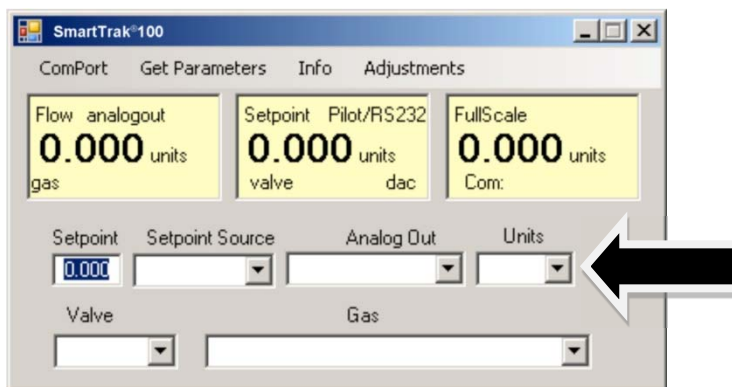 SmartTrak®100
ComPort Get Parameters Info Adjustments
Flow analogout
0.000 units
gas
Setpoint Pilot/RS232
0.000 units
valve dac
FullScale
0.000 units
Com:
Setpoint Setpoint Source Analog Out Units
0.000
Valve Gas